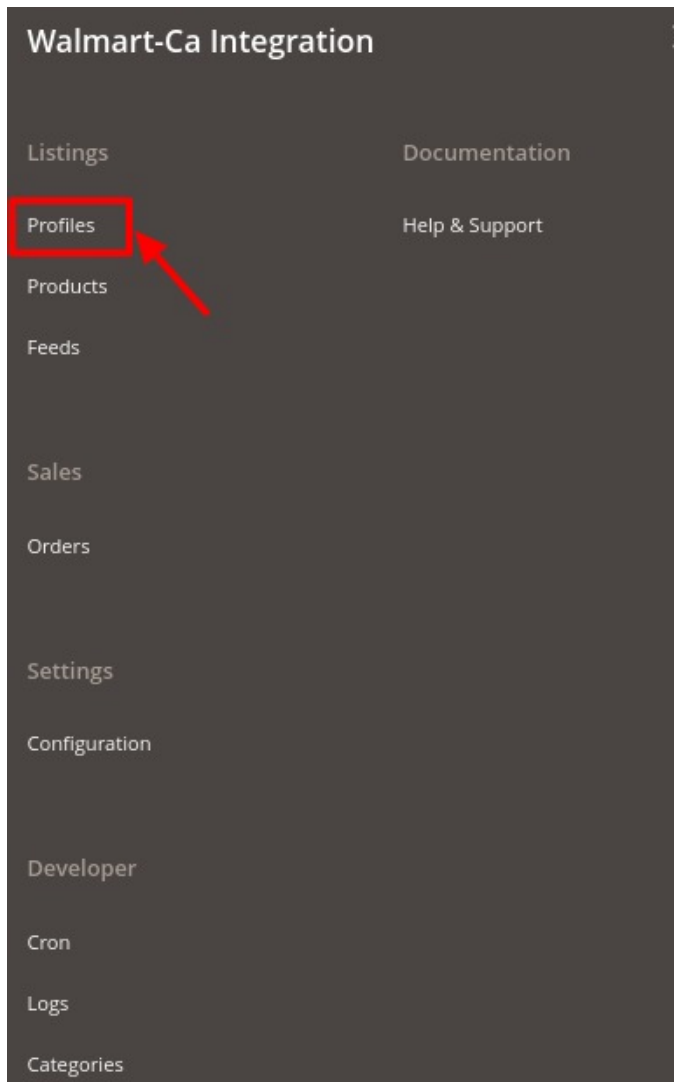 Walmart-Ca Integration
Listings
Profiles
Products
Feeds
Sales
Orders
Settings
Configuration
Developer
Cron
Logs
Categories
Documentation
Help & Support